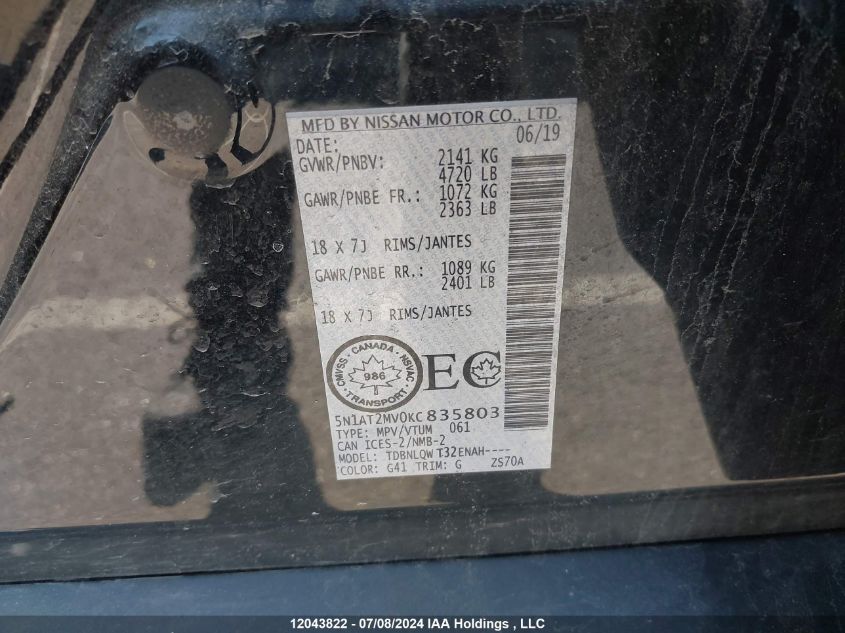 MFD BY NISSAN MOTOR CO., LTD.
DATE: 06/19
GVWR/PNBV: 2141 KG
4720 LB
GAWR/PNBE FR.: 1072 KG
2363 LB
18 X 7J RIMS/JANTES
GAWR/PNBE RR.: 1089 KG
2401 LB
18 X 7J RIMS/JANTES
CMVSS · CANADA · NSVAC
986
TRANSPORT
EC
5N1AT2MV0KC835803
TYPE: MPV/VTUM 061
CAN ICES-2/NMB-2
MODEL: TDBNLQWT32ENAH----
COLOR: G41 TRIM: G ZS70A
12043822 - 07/08/2024 IAA Holdings , LLC